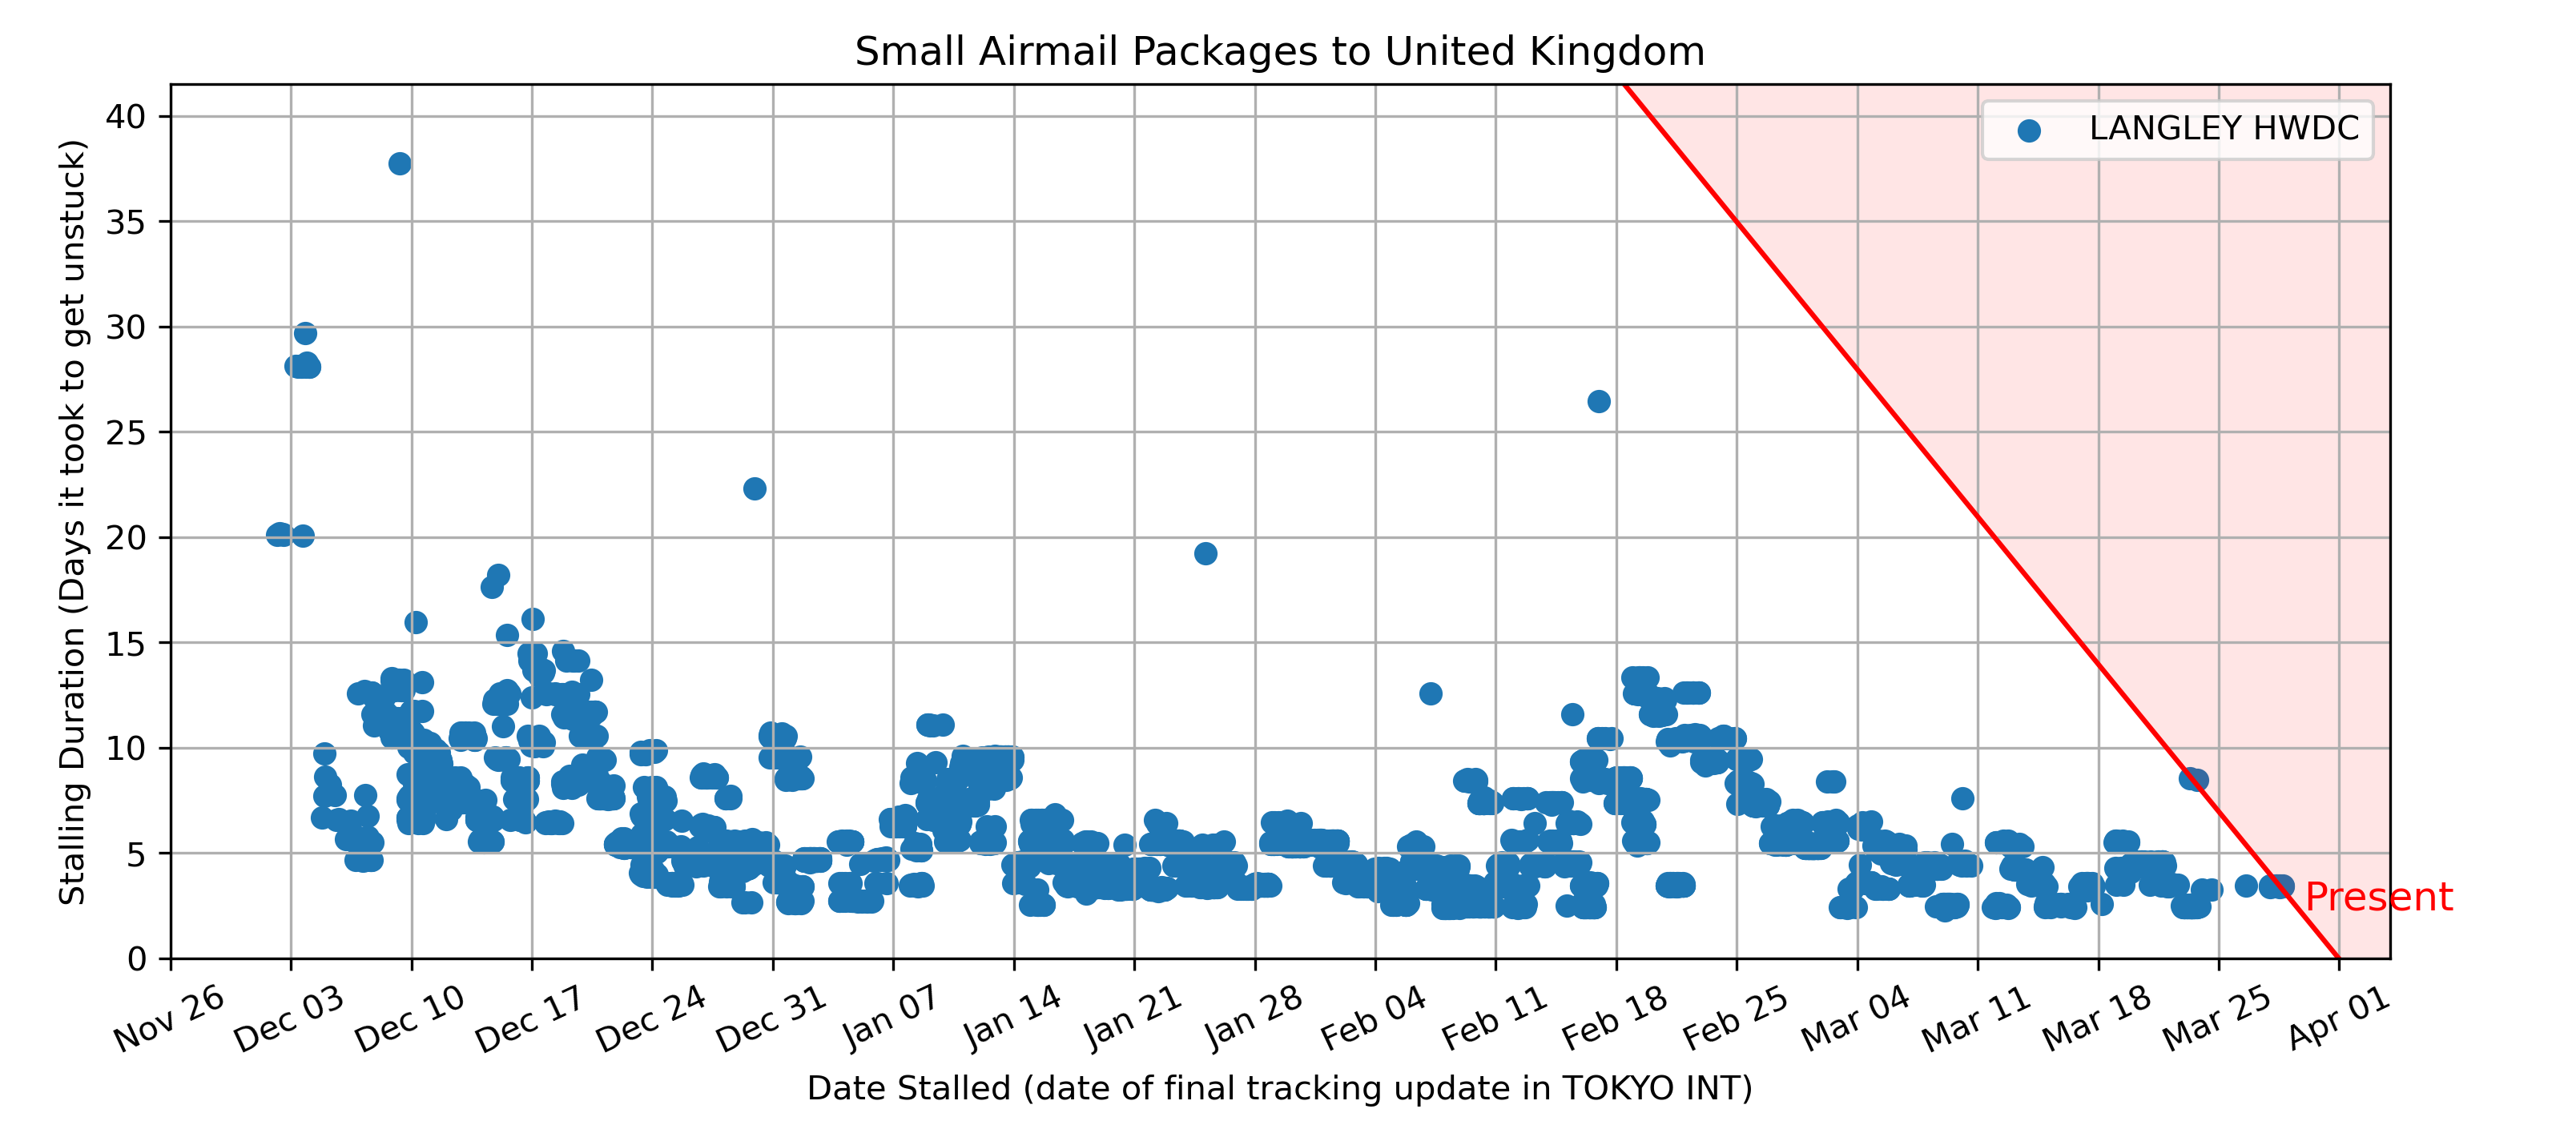 Small Airmail Packages to United Kingdom
Stalling Duration (Days it took to get unstuck)
40
35
30
25
20
15
10
5
0
LANGLEY HWDC
Present
Nov 26
Dec 03
Dec 10
Dec 17
Dec 24
Dec 31
Jan 07
Jan 14
Jan 21
Jan 28
Feb 04
Feb 11
Feb 18
Feb 25
Mar 04
Mar 11
Mar 18
Mar 25
Apr 01
Date Stalled (date of final tracking update in TOKYO INT)